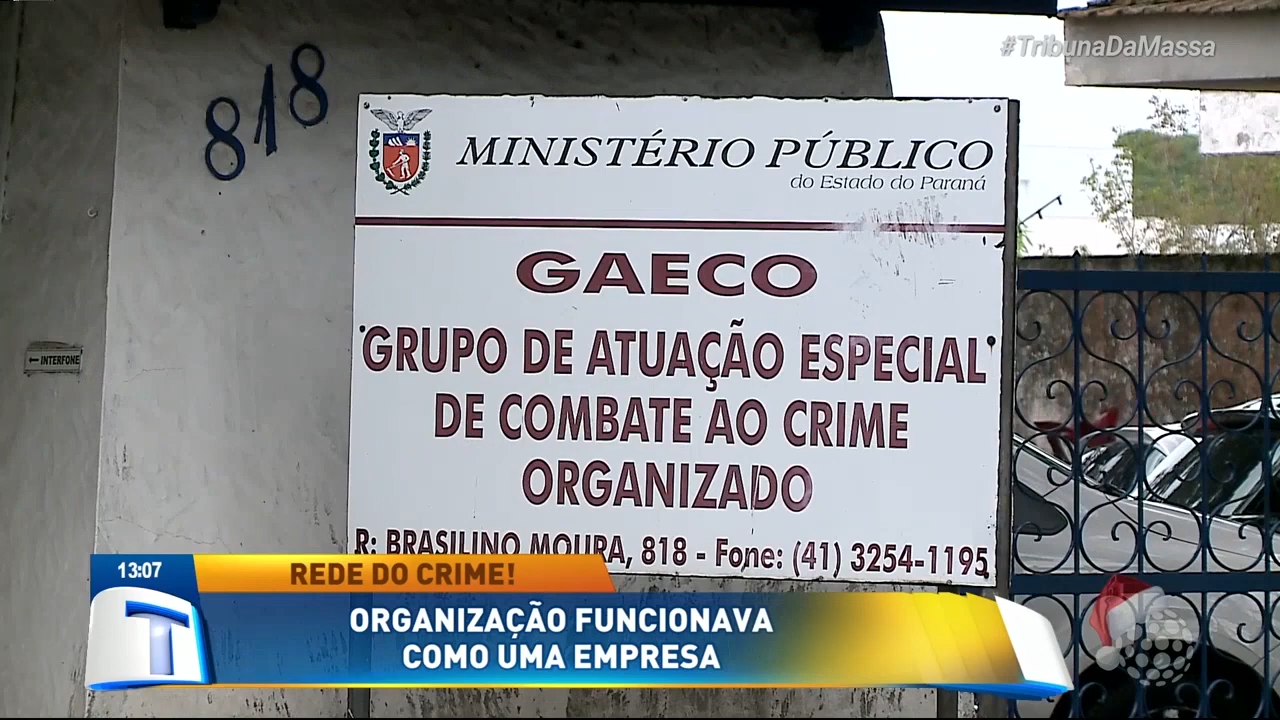 #TribunaDaMassa
818
MINISTÉRIO PÚBLICO
do Estado do Paraná
GAECO
GRUPO DE ATUAÇÃO ESPECIAL
DE COMBATE AO CRIME
ORGANIZADO
R: BRASILINO MOURA, 818 - Fone: (41) 3254-1195
← INTERFONE
13:07
REDE DO CRIME!
T
ORGANIZAÇÃO FUNCIONAVA
COMO UMA EMPRESA